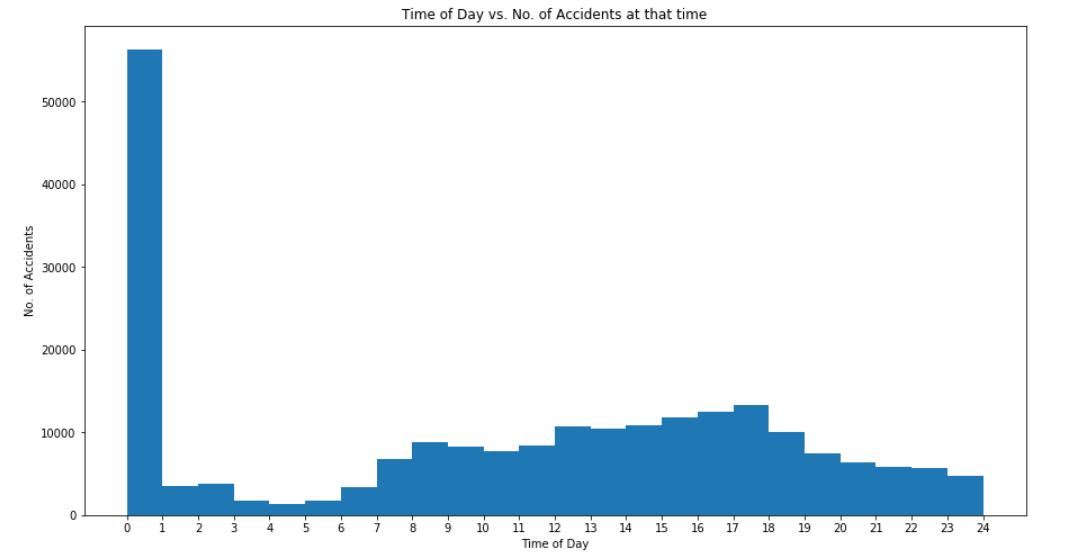 Time of Day vs. No. of Accidents at that time
50000
40000
30000
20000
10000
0
No. of Accidents
0 1 2 3 4 5 6 7 8 9 10 11 12 13 14 15 16 17 18 19 20 21 22 23 24
Time of Day